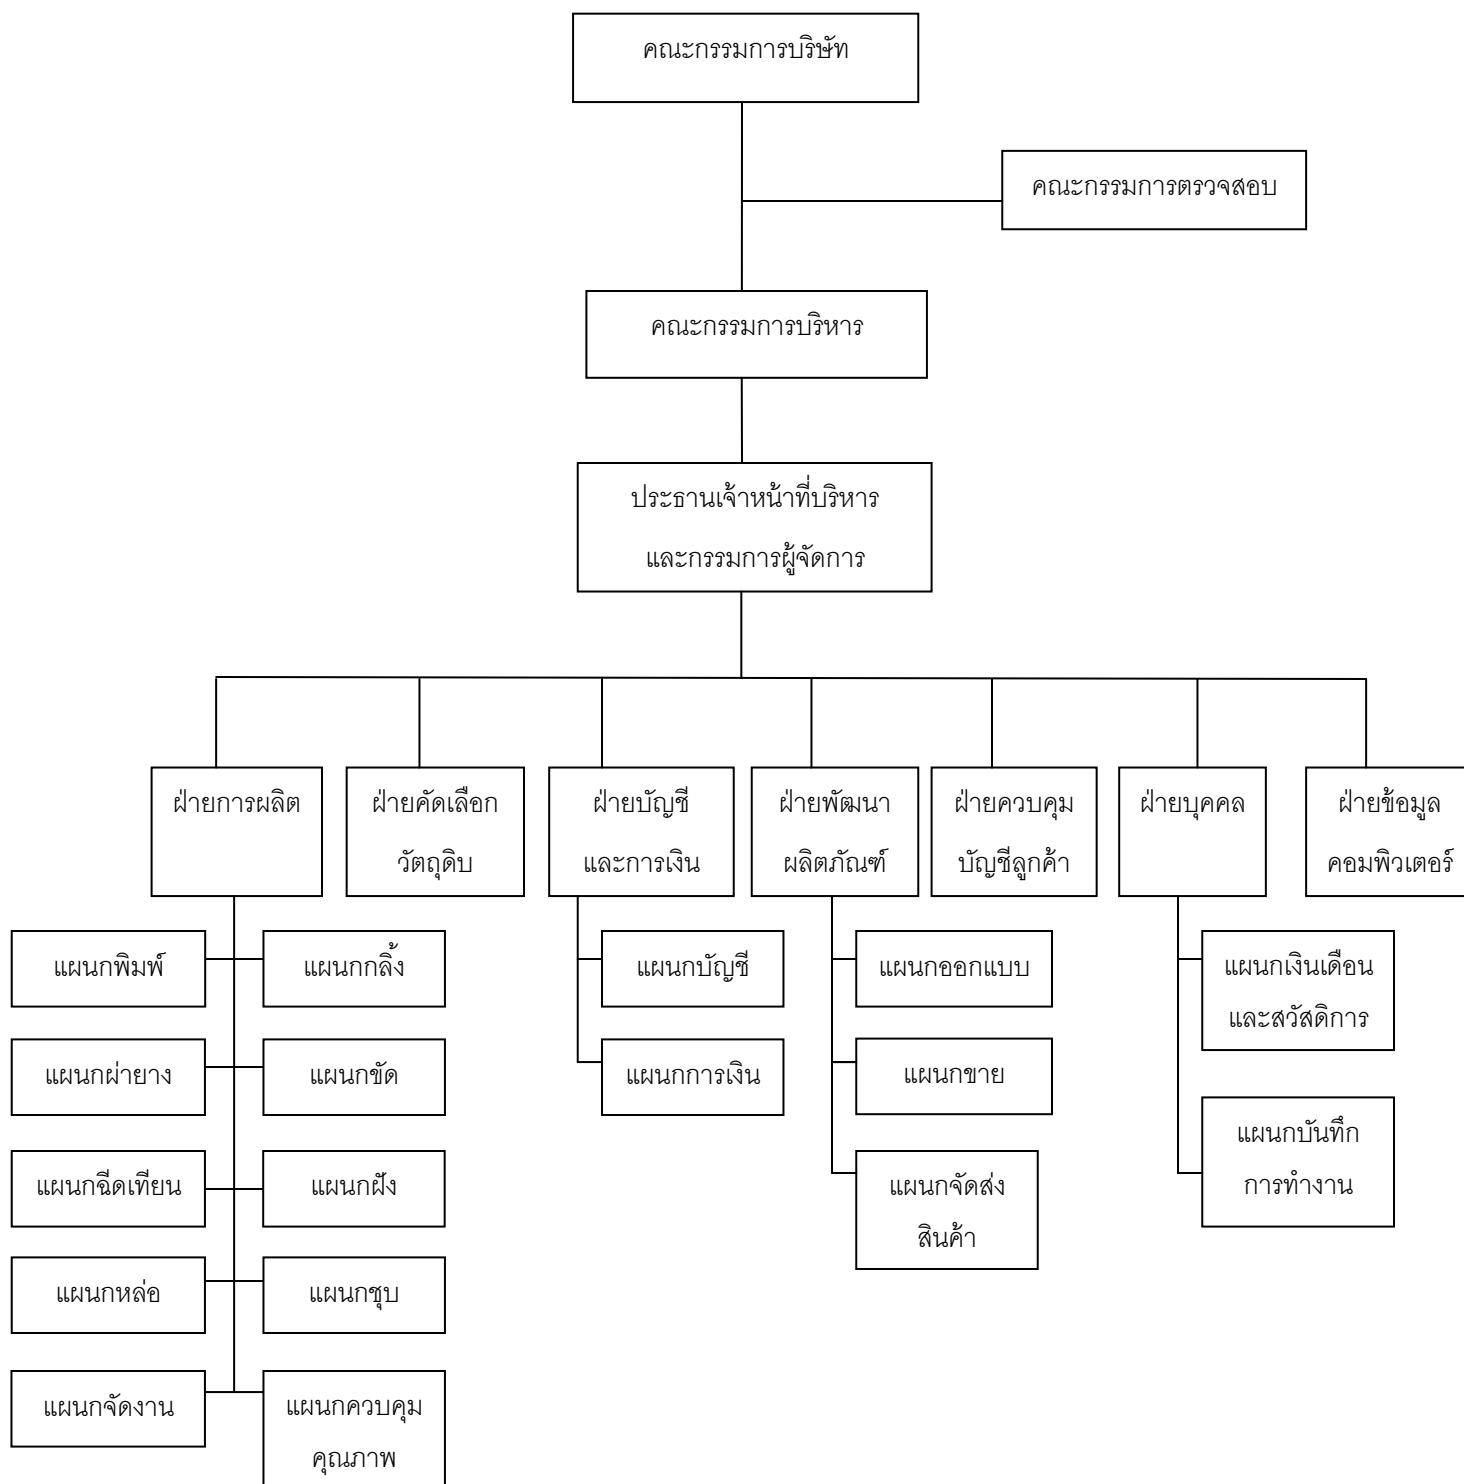 คณะกรรมการบริษัท
คณะกรรมการตรวจสอบ
คณะกรรมการบริหาร
ประธานเจ้าหน้าที่บริหาร
และกรรมการผู้จัดการ
ฝ่ายการผลิต
ฝ่ายคัดเลือก
วัตถุดิบ
ฝ่ายบัญชี
และการเงิน
ฝ่ายพัฒนา
ผลิตภัณฑ์
ฝ่ายควบคุม
บัญชีลูกค้า
ฝ่ายบุคคล
ฝ่ายข้อมูล
คอมพิวเตอร์
แผนกพิมพ์
แผนกกลิ้ง
แผนกบัญชี
แผนกออกแบบ
แผนกเงินเดือน
และสวัสดิการ
แผนกผ่ายาง
แผนกขัด
แผนกการเงิน
แผนกขาย
แผนกบันทึก
การทำงาน
แผนกฉีดเทียน
แผนกฝัง
แผนกจัดส่ง
สินค้า
แผนกหล่อ
แผนกชุบ
แผนกจัดงาน
แผนกควบคุม
คุณภาพ